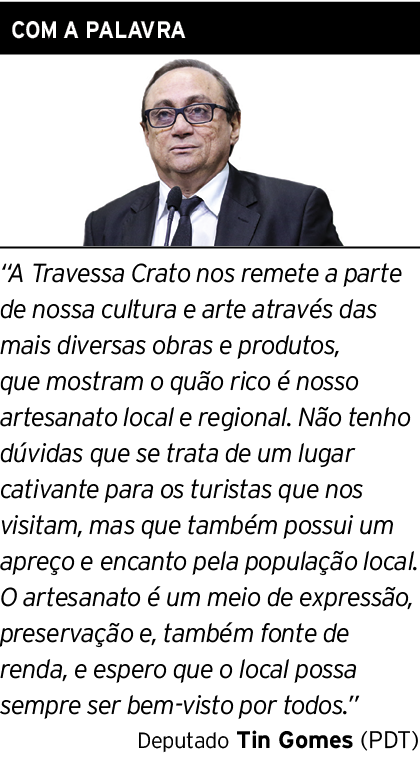 COM A PALAVRA
“A Travessa Crato nos remete a parte
de nossa cultura e arte através das
mais diversas obras e produtos,
que mostram o quão rico é nosso
artesanato local e regional. Não tenho
dúvidas que se trata de um lugar
cativante para os turistas que nos
visitam, mas que também possui um
apreço e encanto pela população local.
O artesanato é um meio de expressão,
preservação e, também fonte de
renda, e espero que o local possa
sempre ser bem-visto por todos.”
Deputado Tin Gomes (PDT)